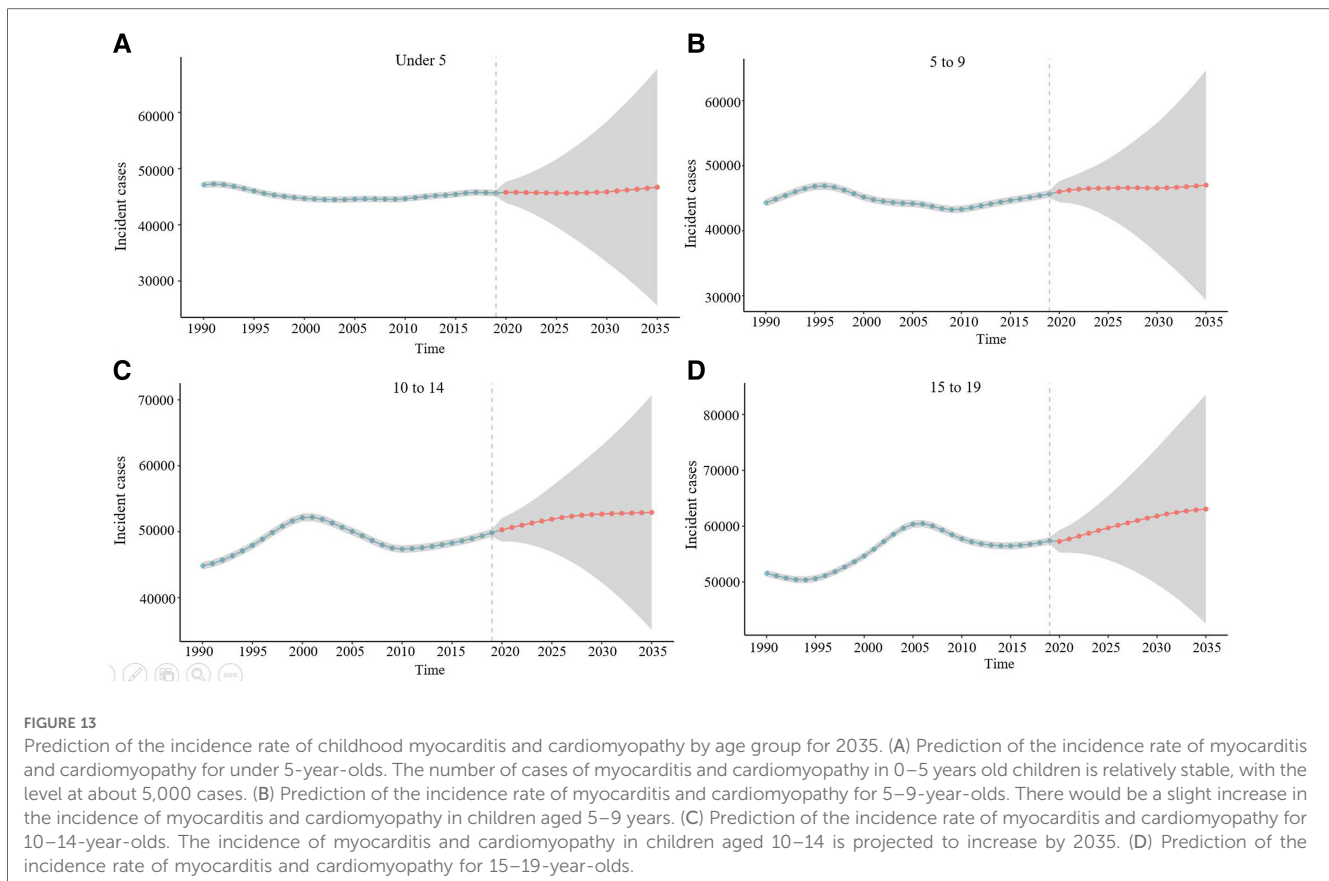 A
Under 5
Incident cases
60000
50000
40000
30000
1990 1995 2000 2005 2010 2015 2020 2025 2030 2035
Time
B
5 to 9
Incident cases
60000
50000
40000
30000
1990 1995 2000 2005 2010 2015 2020 2025 2030 2035
Time
C
10 to 14
Incident cases
70000
60000
50000
40000
1990 1995 2000 2005 2010 2015 2020 2025 2030 2035
Time
D
15 to 19
Incident cases
80000
70000
60000
50000
1990 1995 2000 2005 2010 2015 2020 2025 2030 2035
Time
FIGURE 13
Prediction of the incidence rate of childhood myocarditis and cardiomyopathy by age group for 2035. (A) Prediction of the incidence rate of myocarditis
and cardiomyopathy for under 5-year-olds. The number of cases of myocarditis and cardiomyopathy in 0–5 years old children is relatively stable, with the
level at about 5,000 cases. (B) Prediction of the incidence rate of myocarditis and cardiomyopathy for 5–9-year-olds. There would be a slight increase in
the incidence of myocarditis and cardiomyopathy in children aged 5–9 years. (C) Prediction of the incidence rate of myocarditis and cardiomyopathy for
10–14-year-olds. The incidence of myocarditis and cardiomyopathy in children aged 10–14 is projected to increase by 2035. (D) Prediction of the
incidence rate of myocarditis and cardiomyopathy for 15–19-year-olds.